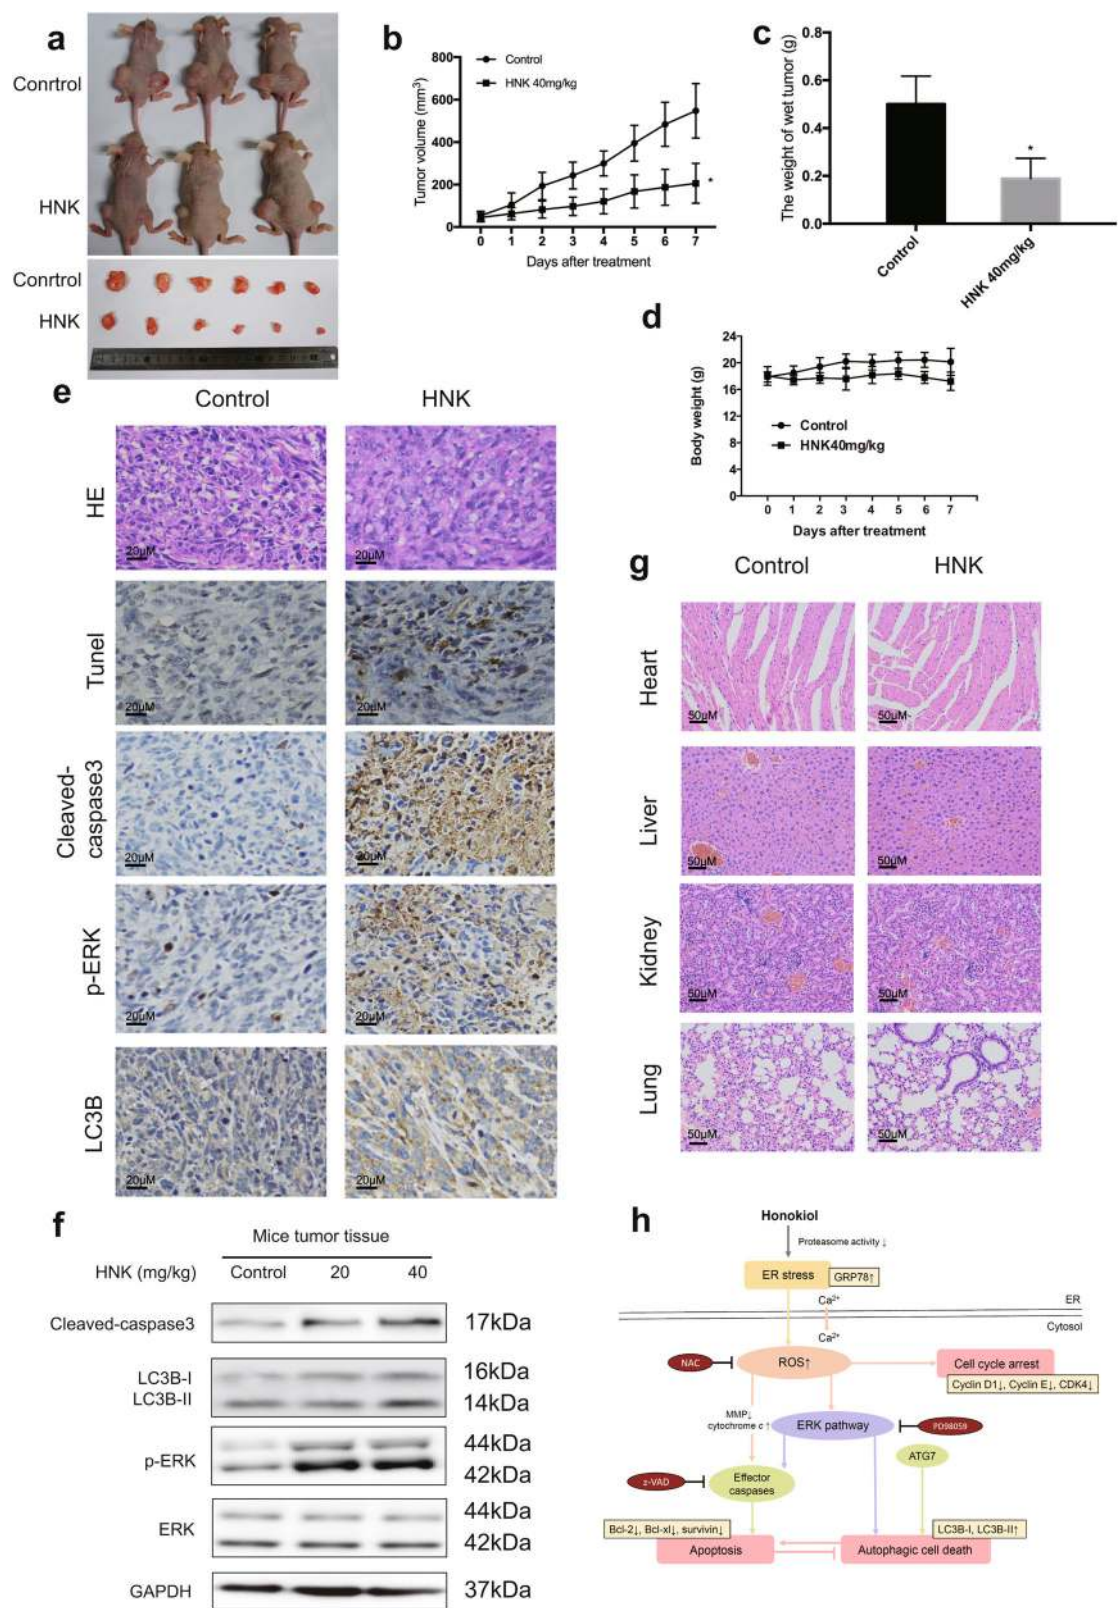 a
Conrtrol
HNK
Conrtrol
HNK
b
Tumor volume (mm³)
800
600
400
200
0
Control
HNK 40mg/kg
*
0 1 2 3 4 5 6 7
Days after treatment
c
The weight of wet tumor (g)
0.8
0.6
0.4
0.2
0.0
*
Control
HNK 40mg/kg
d
Body weight (g)
24
20
16
12
8
4
0
Control
HNK40mg/kg
0 1 2 3 4 5 6 7
Days after treatment
e
Control HNK
HE
20μM 20μM
Tunel
20μM 20μM
Cleaved-
caspase3
20μM 20μM
p-ERK
20μM 20μM
LC3B
20μM 20μM
f
Mice tumor tissue
HNK (mg/kg) Control 20 40
Cleaved-caspase3 17kDa
LC3B-I 16kDa
LC3B-II 14kDa
p-ERK 44kDa
42kDa
ERK 44kDa
42kDa
GAPDH 37kDa
g
Control HNK
Heart
50μM 50μM
Liver
50μM 50μM
Kidney
50μM 50μM
Lung
50μM 50μM
h
Honokiol
Proteasome activity ↓
ER stress
GRP78↑
Ca²⁺
ER
Cytosol
Ca²⁺
NAC
ROS↑
Cell cycle arrest
Cyclin D1↓, Cyclin E↓, CDK4↓
MMP↓
cytochrome c ↑
ERK pathway
PD98059
ATG7
z-VAD
Effector
caspases
Bcl-2↓, Bcl-xl↓, survivin↓
LC3B-I, LC3B-II↑
Apoptosis
Autophagic cell death